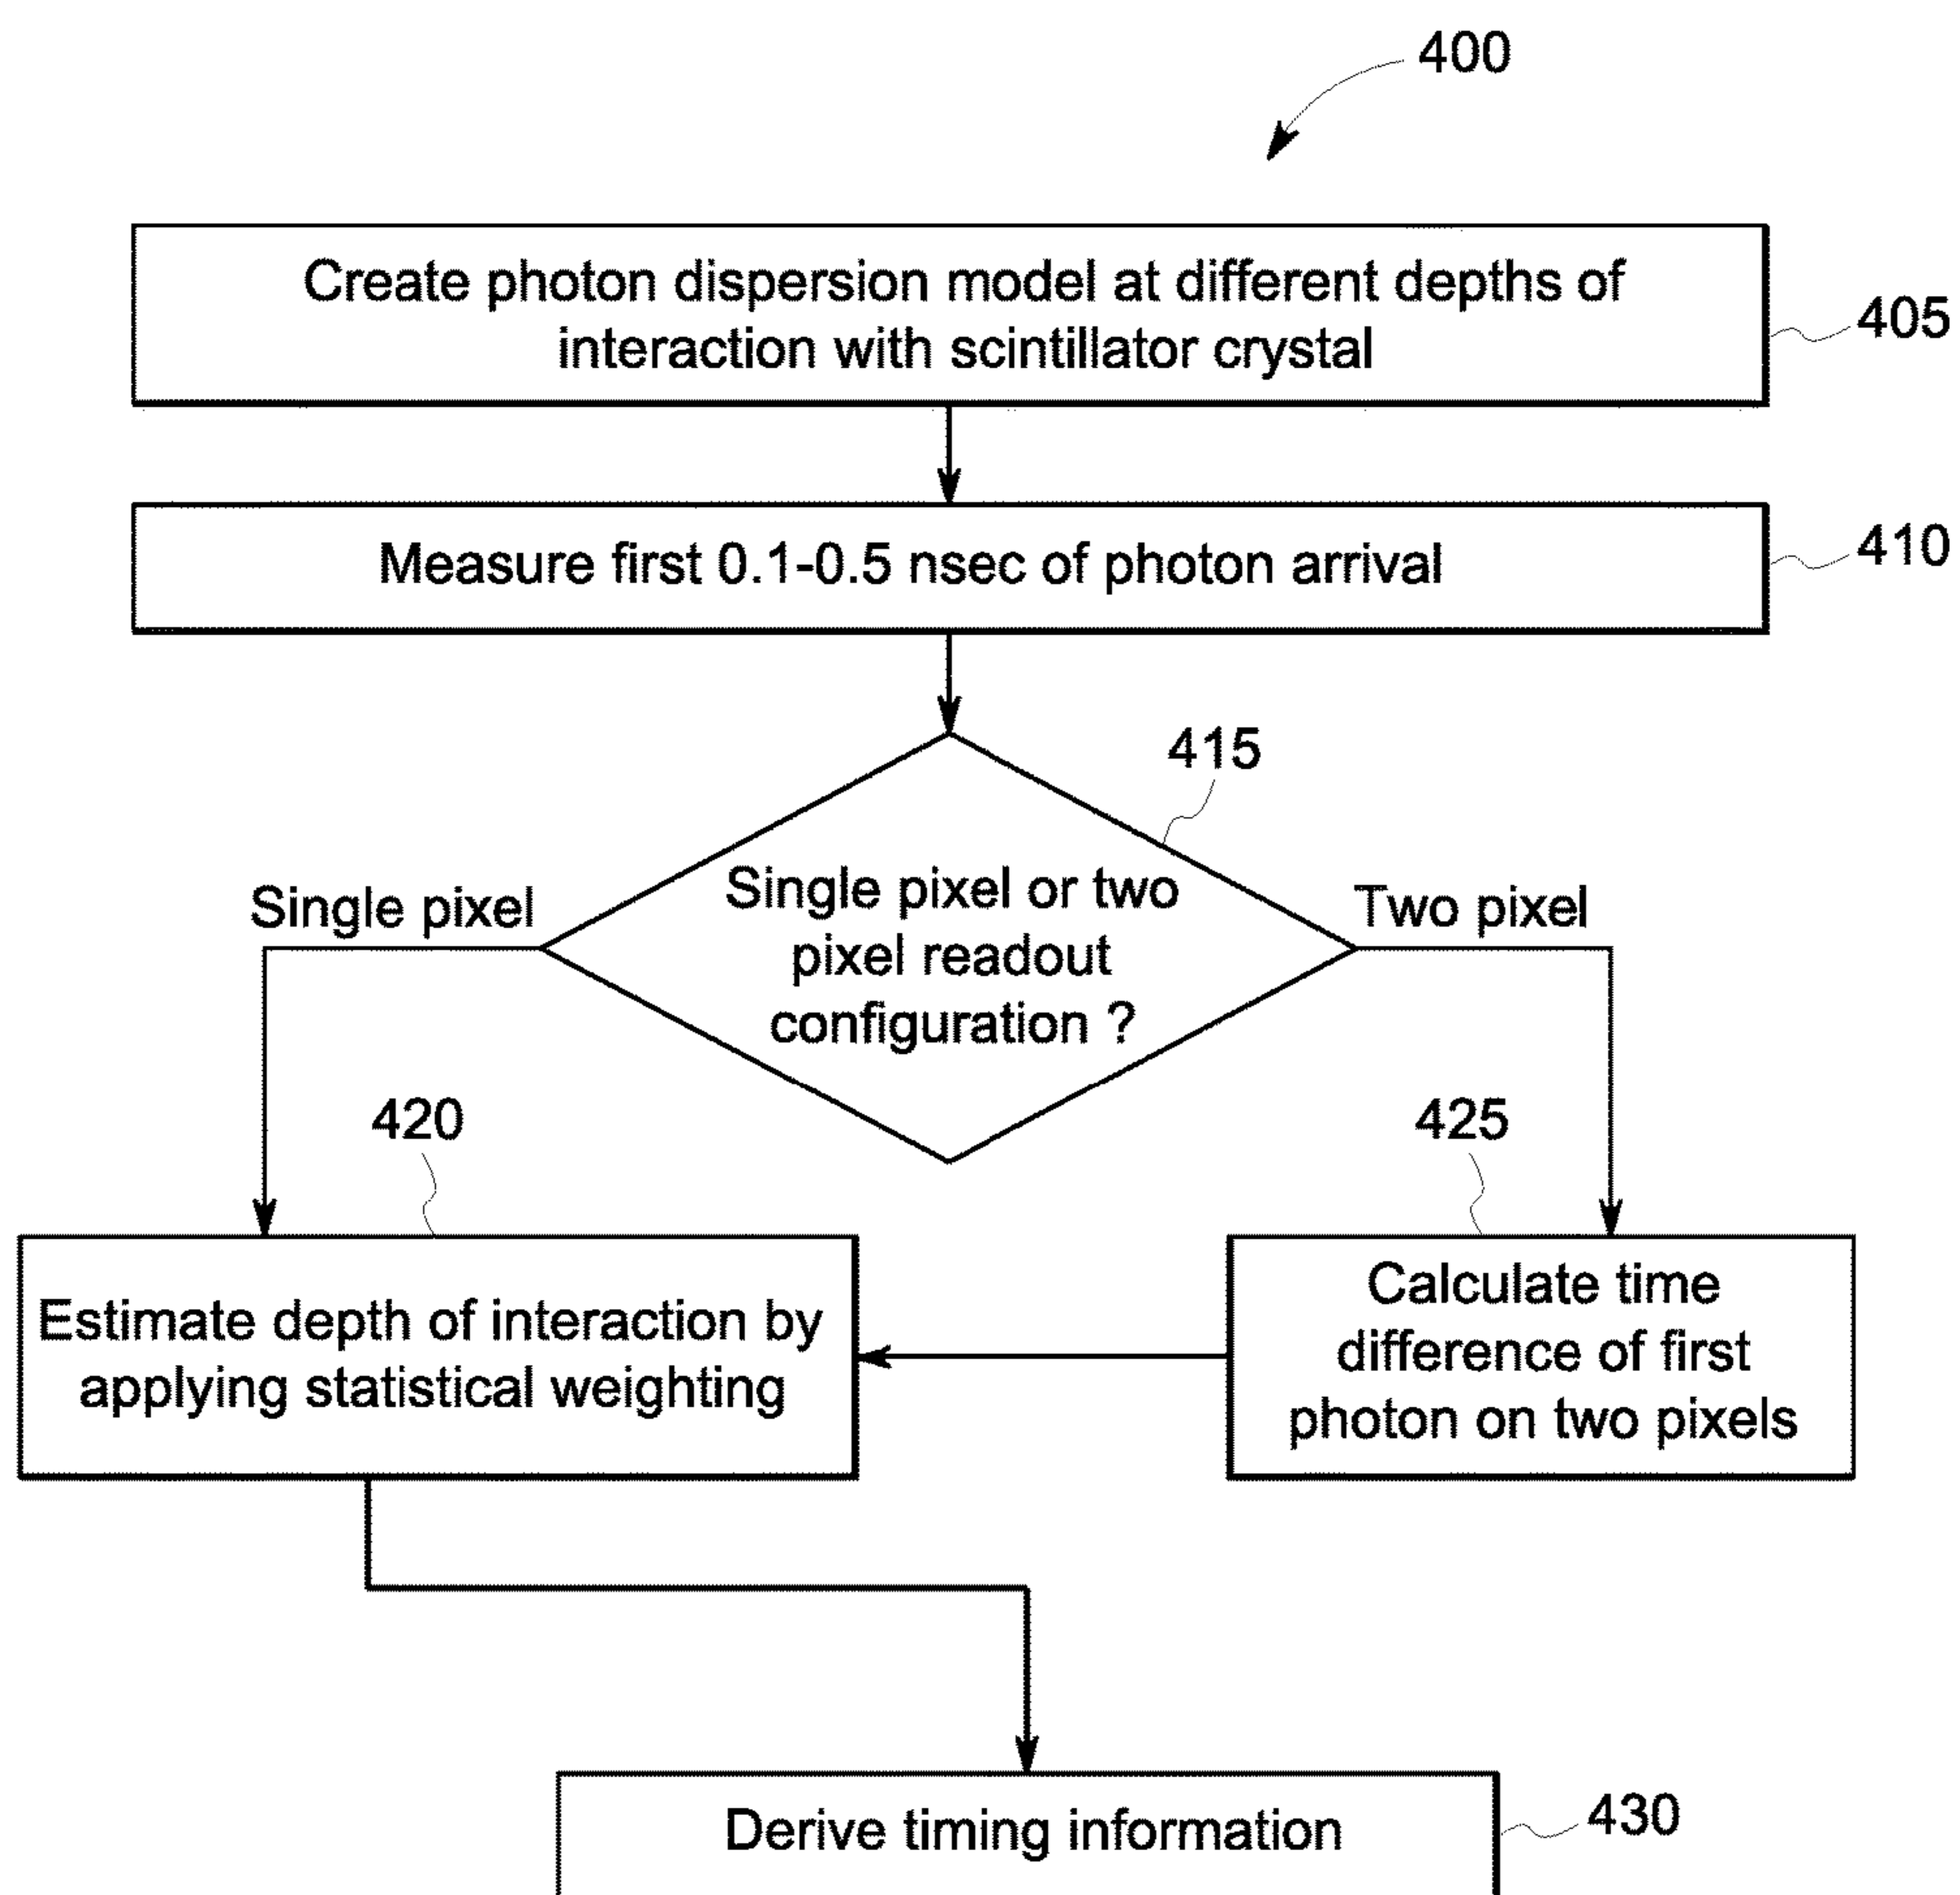 400
Create photon dispersion model at different depths of
interaction with scintillator crystal
405
Measure first 0.1-0.5 nsec of photon arrival
410
415
Single pixel or two
pixel readout
configuration ?
Single pixel
Two pixel
420
425
Estimate depth of interaction by
applying statistical weighting
Calculate time
difference of first
photon on two pixels
Derive timing information
430